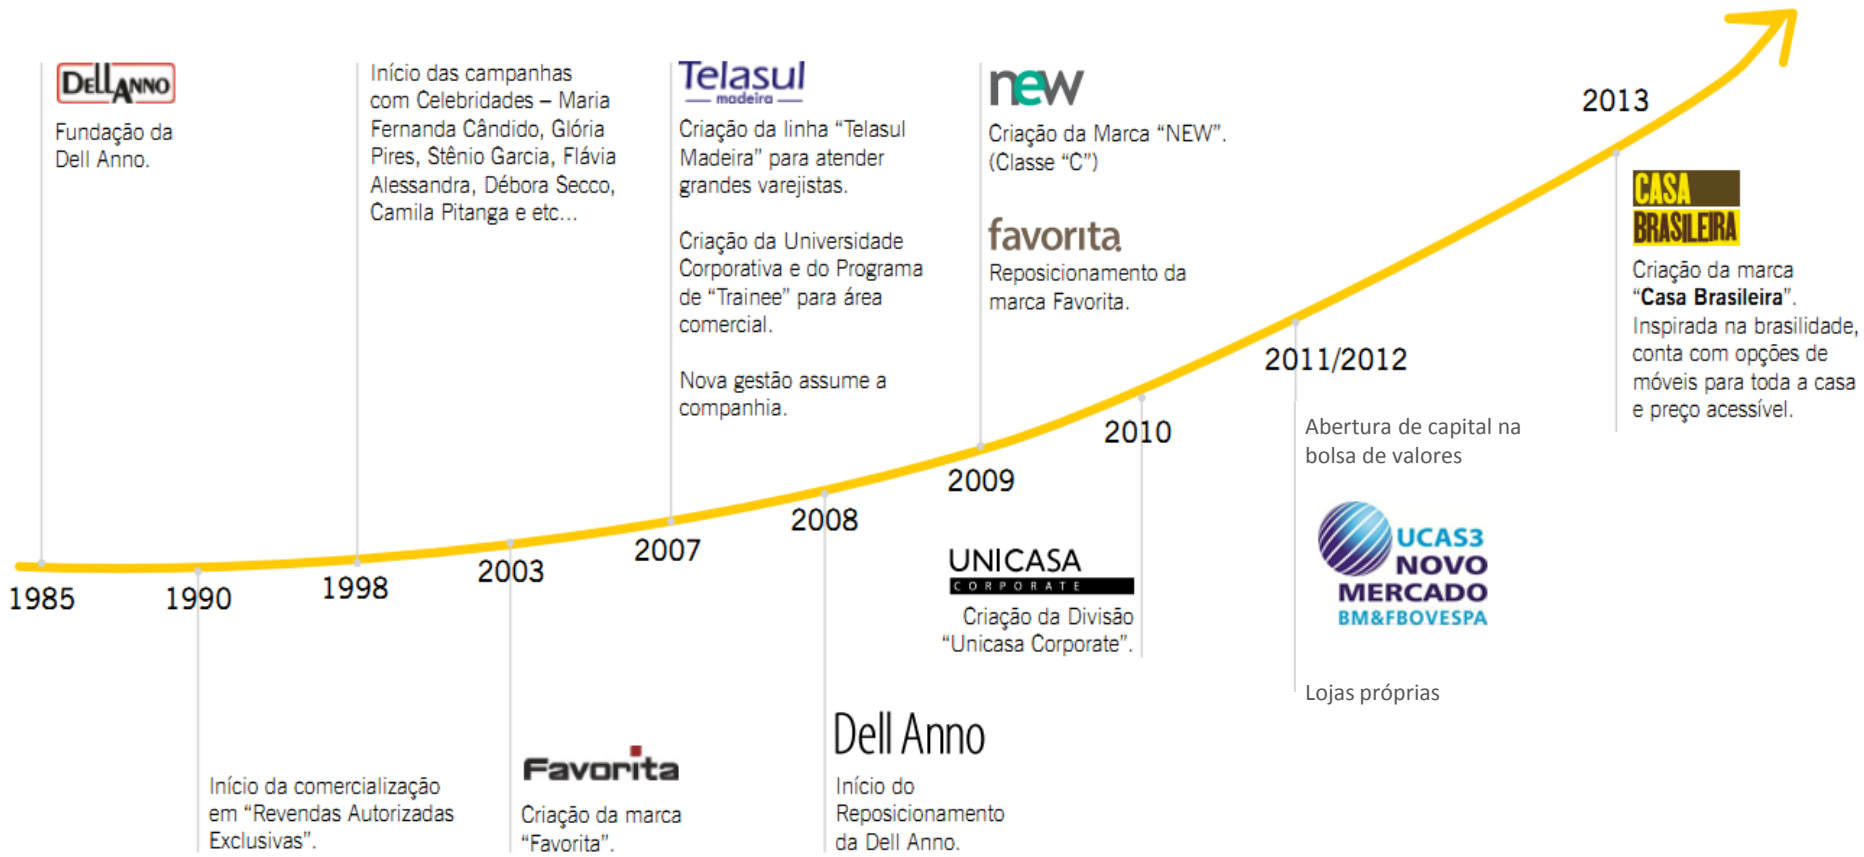 DELLANNO
Fundação da
Dell Anno.
1985
1990
Início da comercialização
em “Revendas Autorizadas
Exclusivas”.
Início das campanhas
com Celebridades – Maria
Fernanda Cândido, Glória
Pires, Stênio Garcia, Flávia
Alessandra, Débora Secco,
Camila Pitanga e etc...
1998
2003
Favorita
Criação da marca
“Favorita”.
Telasul
madeira
Criação da linha “Telasul
Madeira” para atender
grandes varejistas.
Criação da Universidade
Corporativa e do Programa
de “Trainee” para área
comercial.
Nova gestão assume a
companhia.
2007
2008
Dell Anno
Início do
Reposicionamento
da Dell Anno.
new
Criação da Marca “NEW”.
(Classe “C”)
favorita
Reposicionamento da
marca Favorita.
2009
2010
UNICASA
CORPORATE
Criação da Divisão
“Unicasa Corporate”.
2011/2012
Abertura de capital na
bolsa de valores
UCAS3
NOVO
MERCADO
BM&FBOVESPA
Lojas próprias
2013
CASA
BRASILEIRA
Criação da marca
“Casa Brasileira”.
Inspirada na brasilidade,
conta com opções de
móveis para toda a casa
e preço acessível.